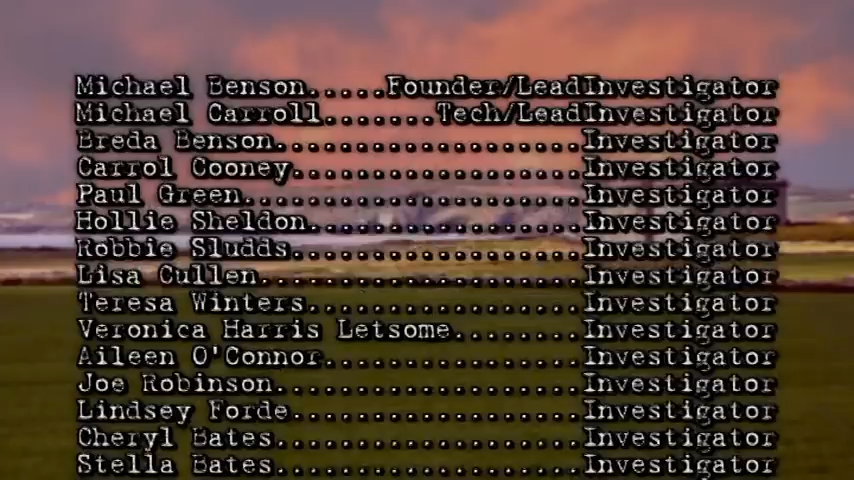 Michael Benson.....Founder/LeadInvestigator
Michael Carroll.......Tech/LeadInvestigator
Breda Benson...................Investigator
Carrol Cooney..................Investigator
Paul Green.....................Investigator
Hollie Sheldon.................Investigator
Robbie Sludds..................Investigator
Lisa Cullen....................Investigator
Teresa Winters.................Investigator
Veronica Harris Letsome........Investigator
Aileen O'Connor................Investigator
Joe Robinson...................Investigator
Lindsey Forde..................Investigator
Cheryl Bates...................Investigator
Stella Bates...................Investigator